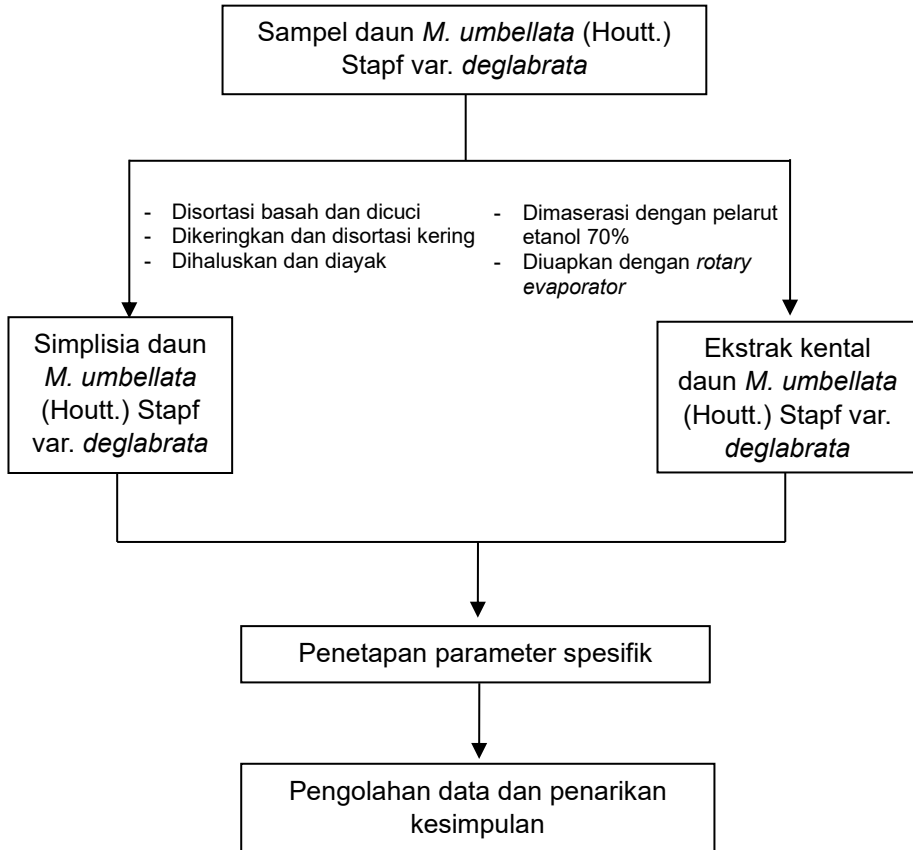 Sampel daun M. umbellata (Houtt.)
Stapf var. deglabrata
- Disortasi basah dan dicuci
- Dikeringkan dan disortasi kering
- Dihaluskan dan diayak
- Dimaserasi dengan pelarut
etanol 70%
- Diuapkan dengan rotary
evaporator
Simplisia daun
M. umbellata
(Houtt.) Stapf
var. deglabrata
Ekstrak kental
daun M. umbellata
(Houtt.) Stapf var.
deglabrata
Penetapan parameter spesifik
Pengolahan data dan penarikan
kesimpulan